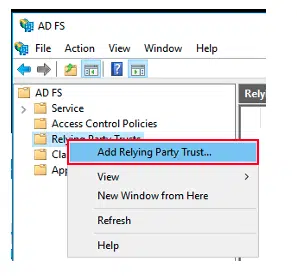 AD FS
File Action View Window Help
AD FS
Service
Access Control Policies
Relying Party Trusts
Add Relying Party Trust...
View
New Window from Here
Refresh
Help
Rely
Cla
App